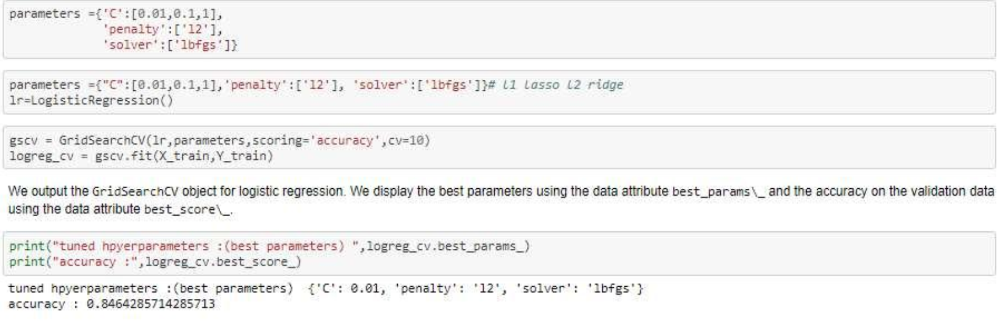 parameters ={'C':[0.01,0.1,1],
'penalty':['l2'],
'solver':['lbfgs']}
parameters ={"C":[0.01,0.1,1],'penalty':['l2'], 'solver':['lbfgs']}# l1 lasso l2 ridge
lr=LogisticRegression()
gscv = GridSearchCV(lr,parameters,scoring='accuracy',cv=10)
logreg_cv = gscv.fit(X_train,Y_train)
We output the GridSearchCV object for logistic regression. We display the best parameters using the data attribute best_params\_ and the accuracy on the validation data
using the data attribute best_score\_.
print("tuned hpyerparameters :(best parameters) ",logreg_cv.best_params_)
print("accuracy :",logreg_cv.best_score_)
tuned hpyerparameters :(best parameters)  {'C': 0.01, 'penalty': 'l2', 'solver': 'lbfgs'}
accuracy : 0.8464285714285713